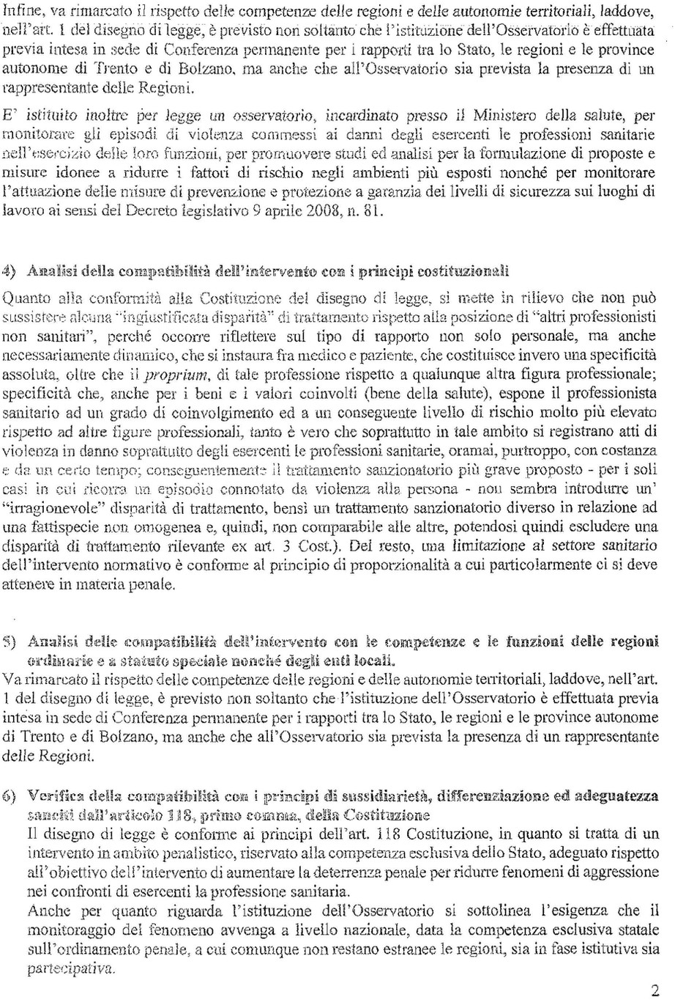 Infine, va rimarcato il rispetto delle competenze delle regioni e delle autonomie territoriali, laddove,
nell'art. 1 del disegno di legge, è previsto non soltanto che l'istituzione dell'Osservatorio è effettuata
previa intesa in sede di Conferenza permanente per i rapporti tra lo Stato, le regioni e le province
autonome di Trento e di Bolzano, ma anche che all'Osservatorio sia prevista la presenza di un
rappresentante delle Regioni.
E' istituito inoltre per legge un osservatorio, incardinato presso il Ministero della salute, per
monitorare gli episodi di violenza commessi ai danni degli esercenti le professioni sanitarie
nell'esercizio delle loro funzioni, per promuovere studi ed analisi per la formulazione di proposte e
misure idonee a ridurre i fattori di rischio negli ambienti più esposti nonché per monitorare
l'attuazione delle misure di prevenzione e protezione a garanzia dei livelli di sicurezza sui luoghi di
lavoro ai sensi del Decreto legislativo 9 aprile 2008, n. 81.
4) Analisi della compatibilità dell'intervento con i principi costituzionali
Quanto alla conformità alla Costituzione del disegno di legge, si mette in rilievo che non può
sussistere alcuna "ingiustificata disparità" di trattamento rispetto alla posizione di "altri professionisti
non sanitari", perché occorre riflettere sul tipo di rapporto non solo personale, ma anche
necessariamente dinamico, che si instaura fra medico e paziente, che costituisce invero una specificità
assoluta, oltre che il proprium, di tale professione rispetto a qualunque altra figura professionale;
specificità che, anche per i beni e i valori coinvolti (bene della salute), espone il professionista
sanitario ad un grado di coinvolgimento ed a un conseguente livello di rischio molto più elevato
rispetto ad altre figure professionali, tanto è vero che soprattutto in tale ambito si registrano atti di
violenza in danno soprattutto degli esercenti le professioni sanitarie, oramai, purtroppo, con costanza
e da un certo tempo; conseguentemente il trattamento sanzionatorio più grave proposto - per i soli
casi in cui ricorra un episodio connotato da violenza alla persona - non sembra introdurre un'
"irragionevole" disparità di trattamento, bensì un trattamento sanzionatorio diverso in relazione ad
una fattispecie non omogenea e, quindi, non comparabile alle altre, potendosi quindi escludere una
disparità di trattamento rilevante ex art. 3 Cost.). Del resto, una limitazione al settore sanitario
dell'intervento normativo è conforme al principio di proporzionalità a cui particolarmente ci si deve
attenere in materia penale.
5) Analisi delle compatibilità dell'intervento con le competenze e le funzioni delle regioni
ordinarie e a statuto speciale nonché degli enti locali.
Va rimarcato il rispetto delle competenze delle regioni e delle autonomie territoriali, laddove, nell'art.
1 del disegno di legge, è previsto non soltanto che l'istituzione dell'Osservatorio è effettuata previa
intesa in sede di Conferenza permanente per i rapporti tra lo Stato, le regioni e le province autonome
di Trento e di Bolzano, ma anche che all'Osservatorio sia prevista la presenza di un rappresentante
delle Regioni.
6) Verifica della compatibilità con i principi di sussidiarietà, differenziazione ed adeguatezza
sanciti dall'articolo 118, primo comma, della Costituzione
Il disegno di legge è conforme ai principi dell'art. 118 Costituzione, in quanto si tratta di un
intervento in ambito penalistico, riservato alla competenza esclusiva dello Stato, adeguato rispetto
all'obiettivo dell'intervento di aumentare la deterrenza penale per ridurre fenomeni di aggressione
nei confronti di esercenti la professione sanitaria.
Anche per quanto riguarda l'istituzione dell'Osservatorio si sottolinea l'esigenza che il
monitoraggio del fenomeno avvenga a livello nazionale, data la competenza esclusiva statale
sull'ordinamento penale, a cui comunque non restano estranee le regioni, sia in fase istitutiva sia
partecipativa.
2